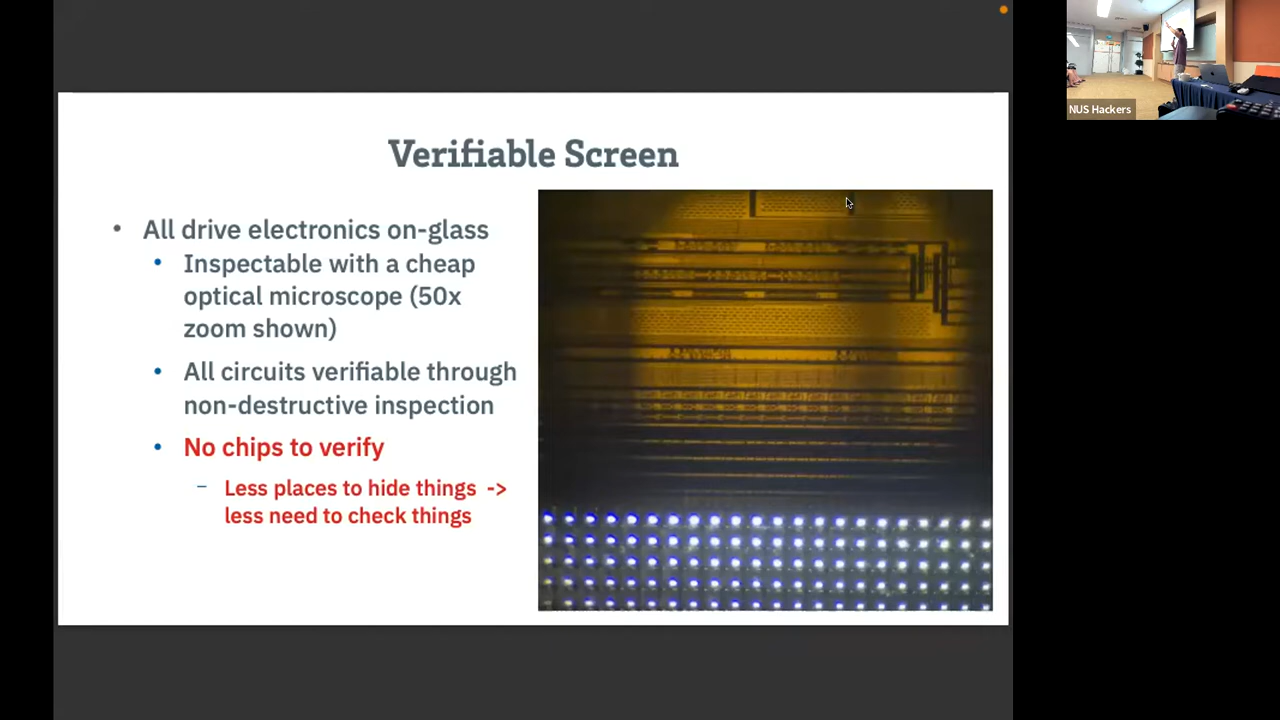 Verifiable Screen
All drive electronics on-glass
Inspectable with a cheap
optical microscope (50x
zoom shown)
All circuits verifiable through
non-destructive inspection
No chips to verify
Less places to hide things ->
less need to check things
NUS Hackers